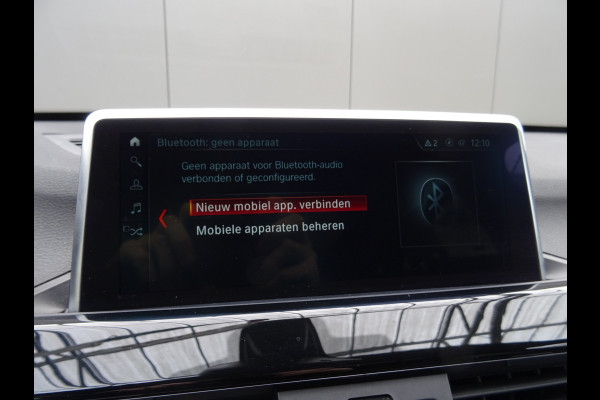 Bluetooth: geen apparaat
2 12:10
Geen apparaat voor Bluetooth-audio
verbonden of geconfigureerd.
Nieuw mobiel app. verbinden
Mobiele apparaten beheren